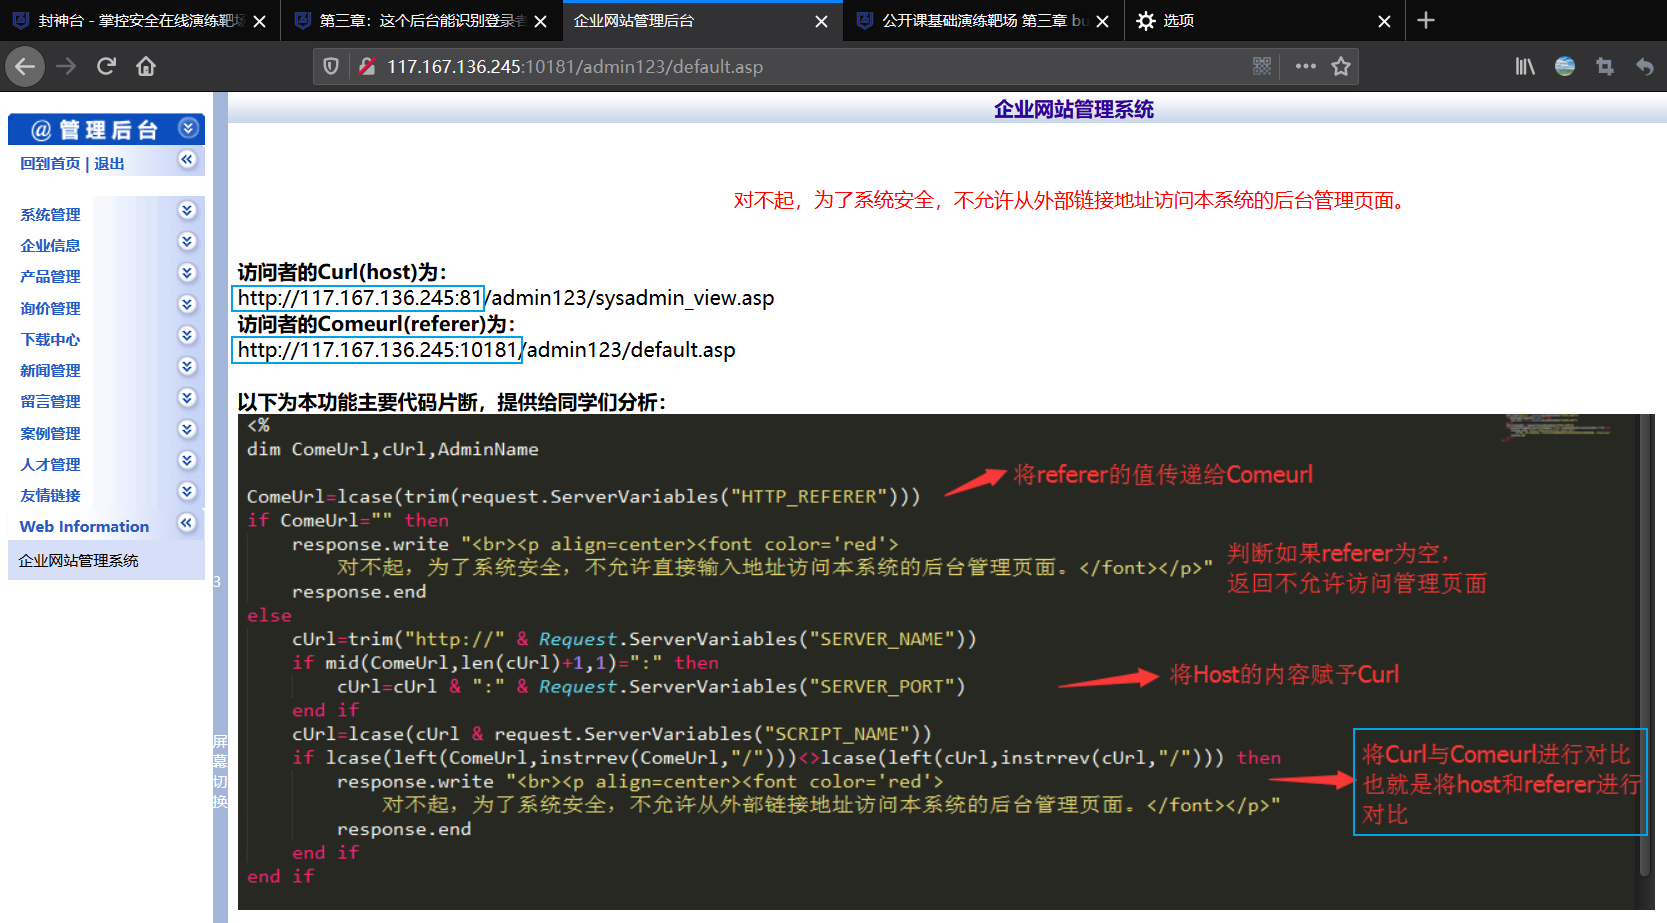 封神台 - 掌控安全在线演练靶场
第三章：这个后台能识别登录者
企业网站管理后台
公开课基础演练靶场 第三章 bu
选项
117.167.136.245:10181/admin123/default.asp
企业网站管理系统
@ 管理后台
回到首页 | 退出
系统管理
企业信息
产品管理
询价管理
下载中心
新闻管理
留言管理
案例管理
人才管理
友情链接
Web Information
企业网站管理系统
3
屏
幕
切
换
对不起，为了系统安全，不允许从外部链接地址访问本系统的后台管理页面。
访问者的Curl(host)为：
http://117.167.136.245:81/admin123/sysadmin_view.asp
访问者的Comeurl(referer)为：
http://117.167.136.245:10181/admin123/default.asp
以下为本功能主要代码片断，提供给同学们分析：
<%
dim ComeUrl,cUrl,AdminName
将referer的值传递给Comeurl
ComeUrl=lcase(trim(request.ServerVariables("HTTP_REFERER")))
if ComeUrl="" then
response.write "<br><p align=center><font color='red'>
对不起，为了系统安全，不允许直接输入地址访问本系统的后台管理页面。</font></p>"
response.end
判断如果referer为空，
返回不允许访问管理页面
else
cUrl=trim("http://" & Request.ServerVariables("SERVER_NAME"))
if mid(ComeUrl,len(cUrl)+1,1)=":" then
cUrl=cUrl & ":" & Request.ServerVariables("SERVER_PORT")
将Host的内容赋予Curl
end if
cUrl=lcase(cUrl & request.ServerVariables("SCRIPT_NAME"))
if lcase(left(ComeUrl,instrrev(ComeUrl,"/")))<>lcase(left(cUrl,instrrev(cUrl,"/"))) then
response.write "<br><p align=center><font color='red'>
对不起，为了系统安全，不允许从外部链接地址访问本系统的后台管理页面。</font></p>"
response.end
将Curl与Comeurl进行对比
也就是将host和referer进行
对比
end if
end if